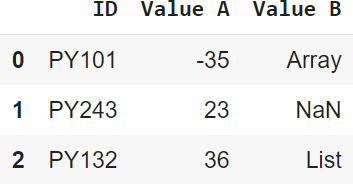 ID Value A Value B
0 PY101 -35 Array
1 PY243 23 NaN
2 PY132 36 List